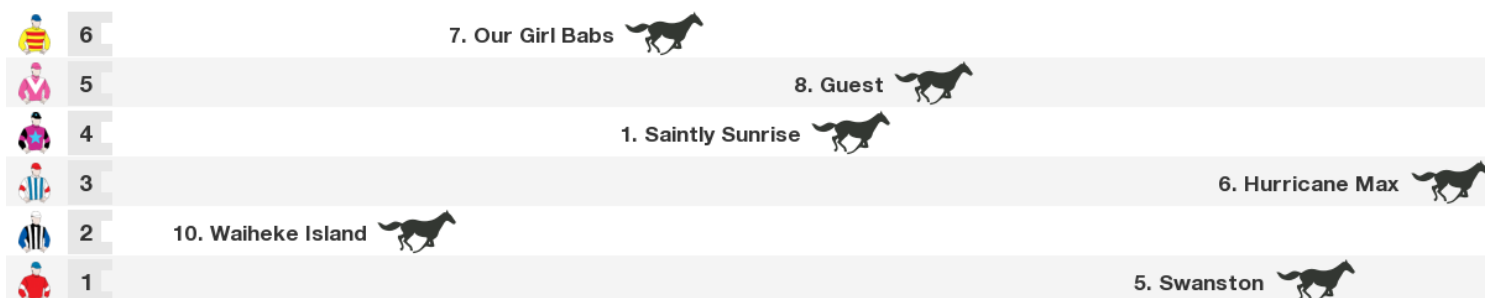 6 7. Our Girl Babs
5 8. Guest
4 1. Saintly Sunrise
3 6. Hurricane Max
2 10. Waiheke Island
1 5. Swanston